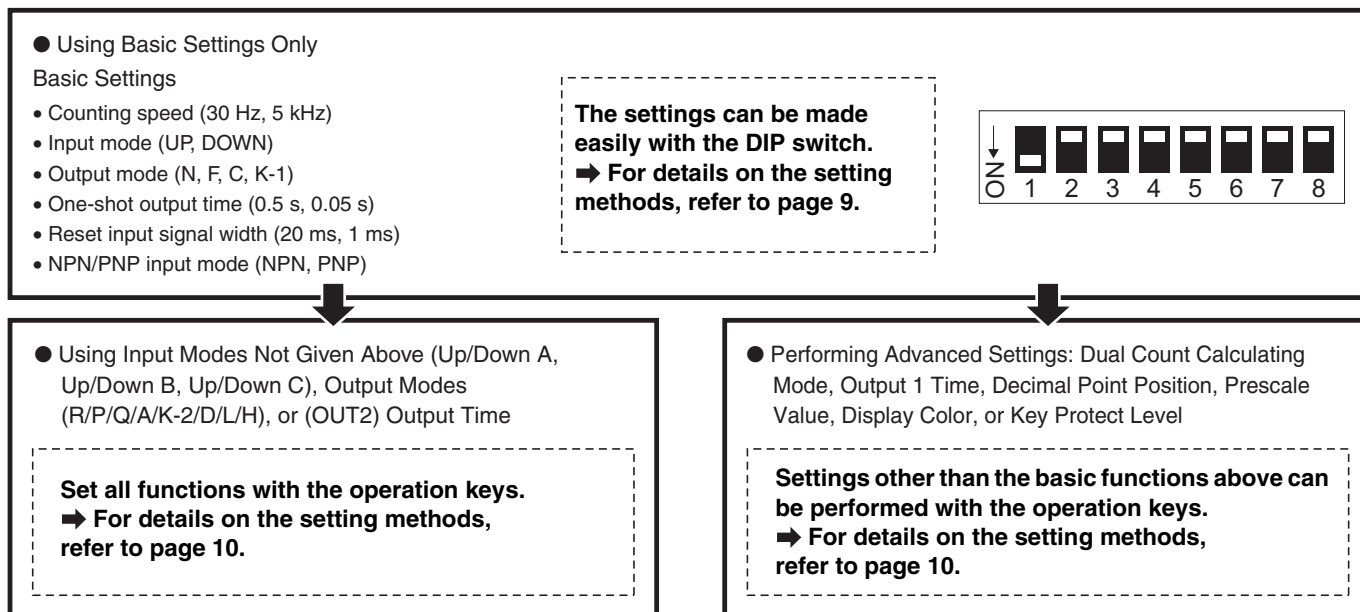 ● Using Basic Settings Only
Basic Settings
• Counting speed (30 Hz, 5 kHz)
• Input mode (UP, DOWN)
• Output mode (N, F, C, K-1)
• One-shot output time (0.5 s, 0.05 s)
• Reset input signal width (20 ms, 1 ms)
• NPN/PNP input mode (NPN, PNP)
The settings can be made
easily with the DIP switch.
➡ For details on the setting
methods, refer to page 9.
ON
1 2 3 4 5 6 7 8
● Using Input Modes Not Given Above (Up/Down A,
Up/Down B, Up/Down C), Output Modes
(R/P/Q/A/K-2/D/L/H), or (OUT2) Output Time
Set all functions with the operation keys.
➡ For details on the setting methods,
refer to page 10.
● Performing Advanced Settings: Dual Count Calculating
Mode, Output 1 Time, Decimal Point Position, Prescale
Value, Display Color, or Key Protect Level
Settings other than the basic functions above can
be performed with the operation keys.
➡ For details on the setting methods,
refer to page 10.